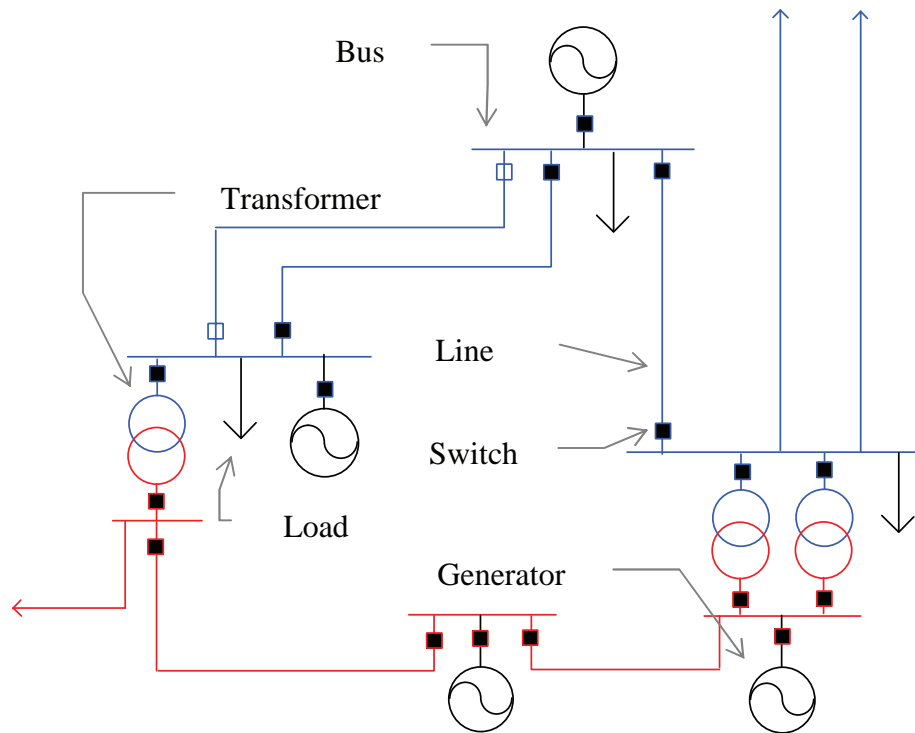 Bus
Transformer
Line
Switch
Load
Generator